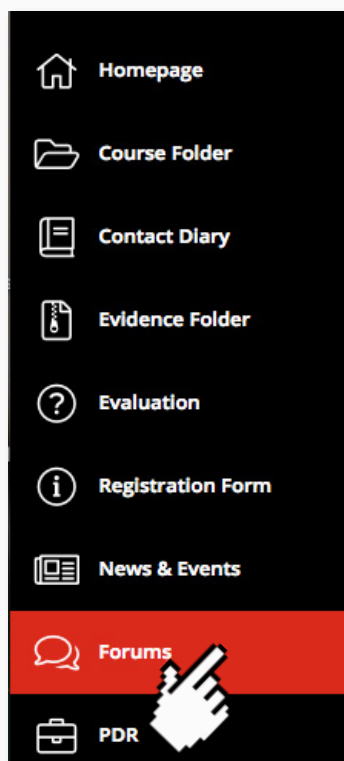 Homepage
Course Folder
Contact Diary
Evidence Folder
Evaluation
Registration Form
News & Events
Forums
PDR